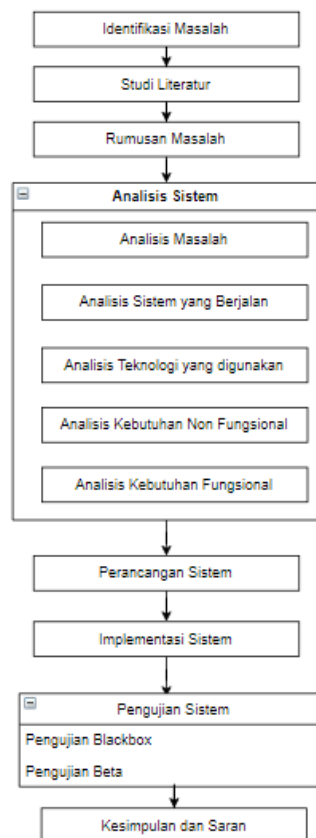 Identifikasi Masalah
Studi Literatur
Rumusan Masalah
Analisis Sistem
Analisis Masalah
Analisis Sistem yang Berjalan
Analisis Teknologi yang digunakan
Analisis Kebutuhan Non Fungsional
Analisis Kebutuhan Fungsional
Perancangan Sistem
Implementasi Sistem
Pengujian Sistem
Pengujian Blackbox
Pengujian Beta
Kesimpulan dan Saran